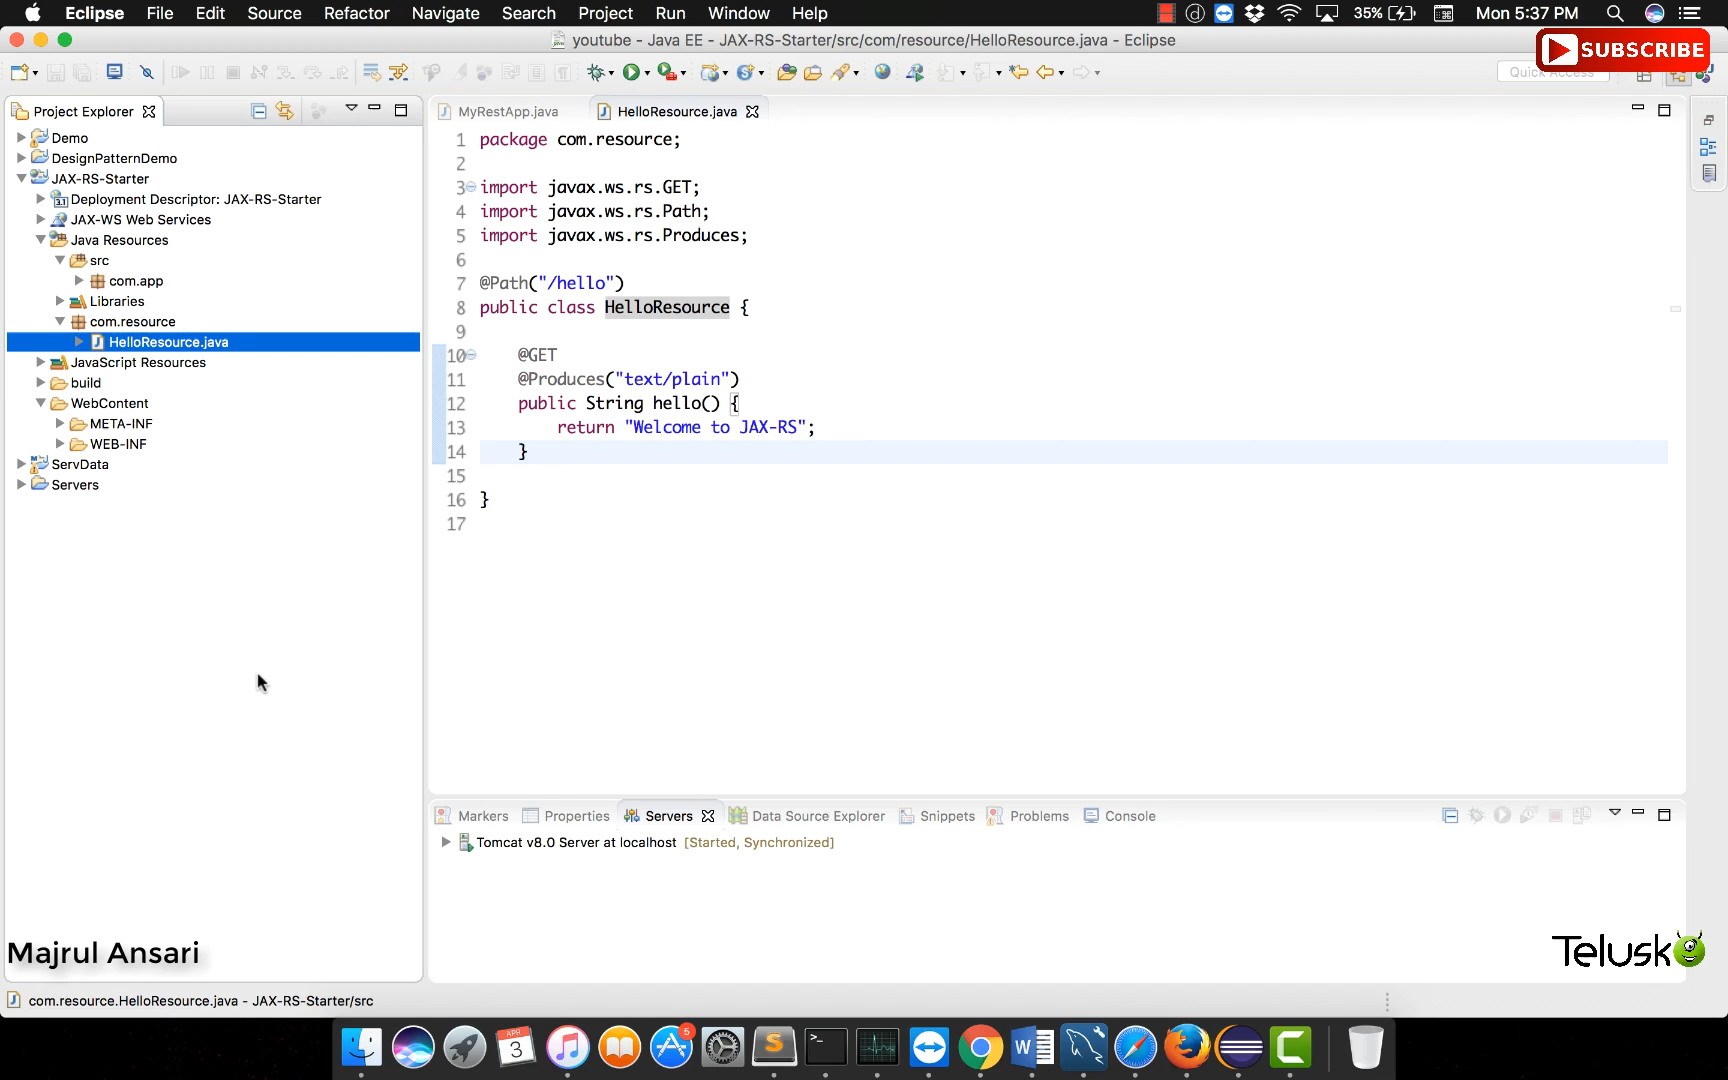 Eclipse File Edit Source Refactor Navigate Search Project Run Window Help 35% Mon 5:37 PM
youtube - Java EE - JAX-RS-Starter/src/com/resource/HelloResource.java - Eclipse
SUBSCRIBE
Quick Access
Project Explorer
MyRestApp.java HelloResource.java
Demo
DesignPatternDemo
JAX-RS-Starter
Deployment Descriptor: JAX-RS-Starter
JAX-WS Web Services
Java Resources
src
com.app
Libraries
com.resource
HelloResource.java
JavaScript Resources
build
WebContent
META-INF
WEB-INF
ServData
Servers
1 package com.resource;
2
3 import javax.ws.rs.GET;
4 import javax.ws.rs.Path;
5 import javax.ws.rs.Produces;
6
7 @Path("/hello")
8 public class HelloResource {
9
10 @GET
11 @Produces("text/plain")
12 public String hello() {
13 return "Welcome to JAX-RS";
14 }
15
16 }
17
Markers Properties Servers Data Source Explorer Snippets Problems Console
Tomcat v8.0 Server at localhost [Started, Synchronized]
Majrul Ansari
Telusko
com.resource.HelloResource.java - JAX-RS-Starter/src
APR
3
5